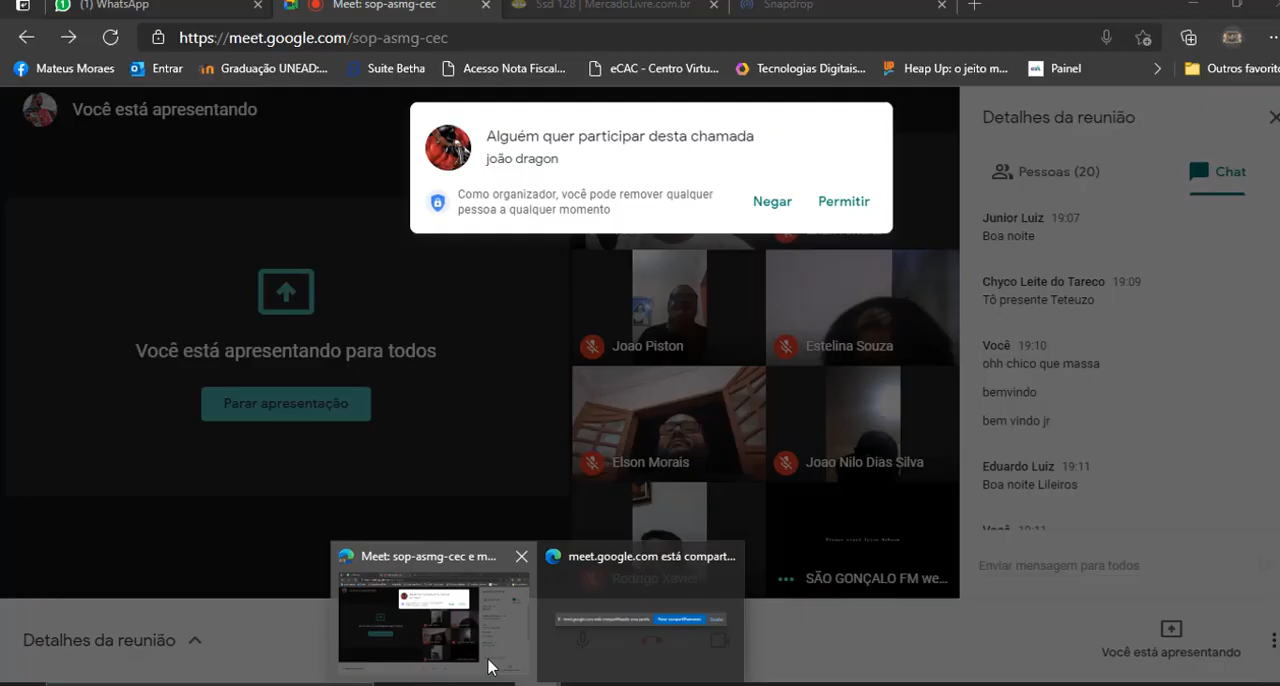 (1) WhatsApp
Meet: sop-asmg-cec
Ssd 128 | MercadoLivre.com.br
Snapdrop
https://meet.google.com/sop-asmg-cec
Mateus Moraes
Entrar
Graduação UNEAD:...
Suite Betha
Acesso Nota Fiscal...
eCAC - Centro Virtu...
Tecnologias Digitais...
Heap Up: o jeito m...
Painel
Outros favorito
Você está apresentando
Alguém quer participar desta chamada
joão dragon
Como organizador, você pode remover qualquer
pessoa a qualquer momento
Negar
Permitir
Você está apresentando para todos
Parar apresentação
Joao Piston
Estelina Souza
Elson Morais
Joao Nilo Dias Silva
Rodrigo Xavier
SÃO GONÇALO FM we...
Detalhes da reunião
Pessoas (20)
Chat
Junior Luiz 19:07
Boa noite
Chyco Leite do Tareco 19:09
Tô presente Teteuzo
Você 19:10
ohh chico que massa
bemvindo
bem vindo jr
Eduardo Luiz 19:11
Boa noite Lileiros
Você 19:11
Enviar mensagem para todos
Meet: sop-asmg-cec e m...
meet.google.com está compart...
Detalhes da reunião
Você está apresentando